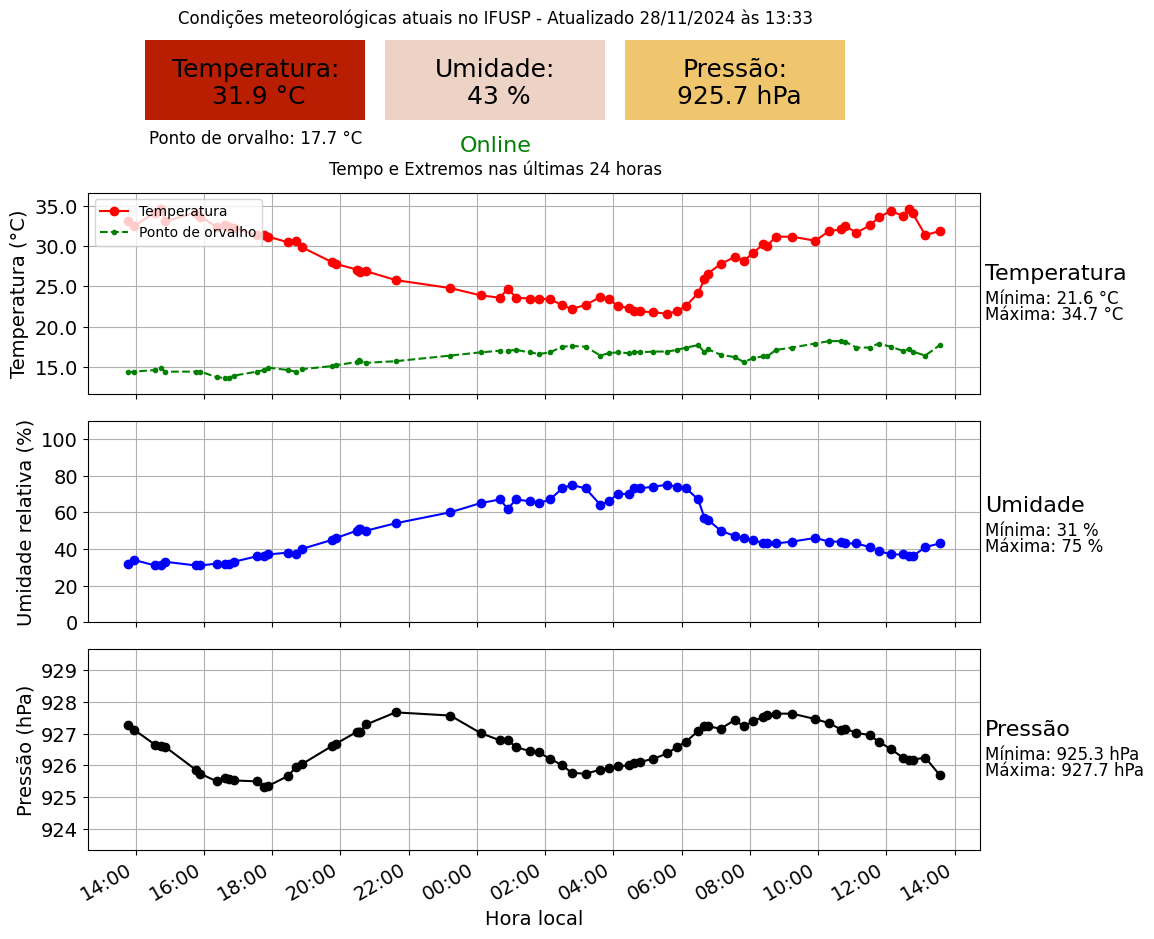 Condições meteorológicas atuais no IFUSP - Atualizado 28/11/2024 às 13:33
Temperatura:
31.9 °C
Umidade:
43 %
Pressão:
925.7 hPa
Ponto de orvalho: 17.7 °C
Online
Tempo e Extremos nas últimas 24 horas
Temperatura (°C)
35.0
30.0
25.0
20.0
15.0
Temperatura
Ponto de orvalho
Temperatura
Mínima: 21.6 °C
Máxima: 34.7 °C
Umidade relativa (%)
100
80
60
40
20
0
Umidade
Mínima: 31 %
Máxima: 75 %
Pressão (hPa)
929
928
927
926
925
924
Pressão
Mínima: 925.3 hPa
Máxima: 927.7 hPa
14:00 16:00 18:00 20:00 22:00 00:00 02:00 04:00 06:00 08:00 10:00 12:00 14:00
Hora local